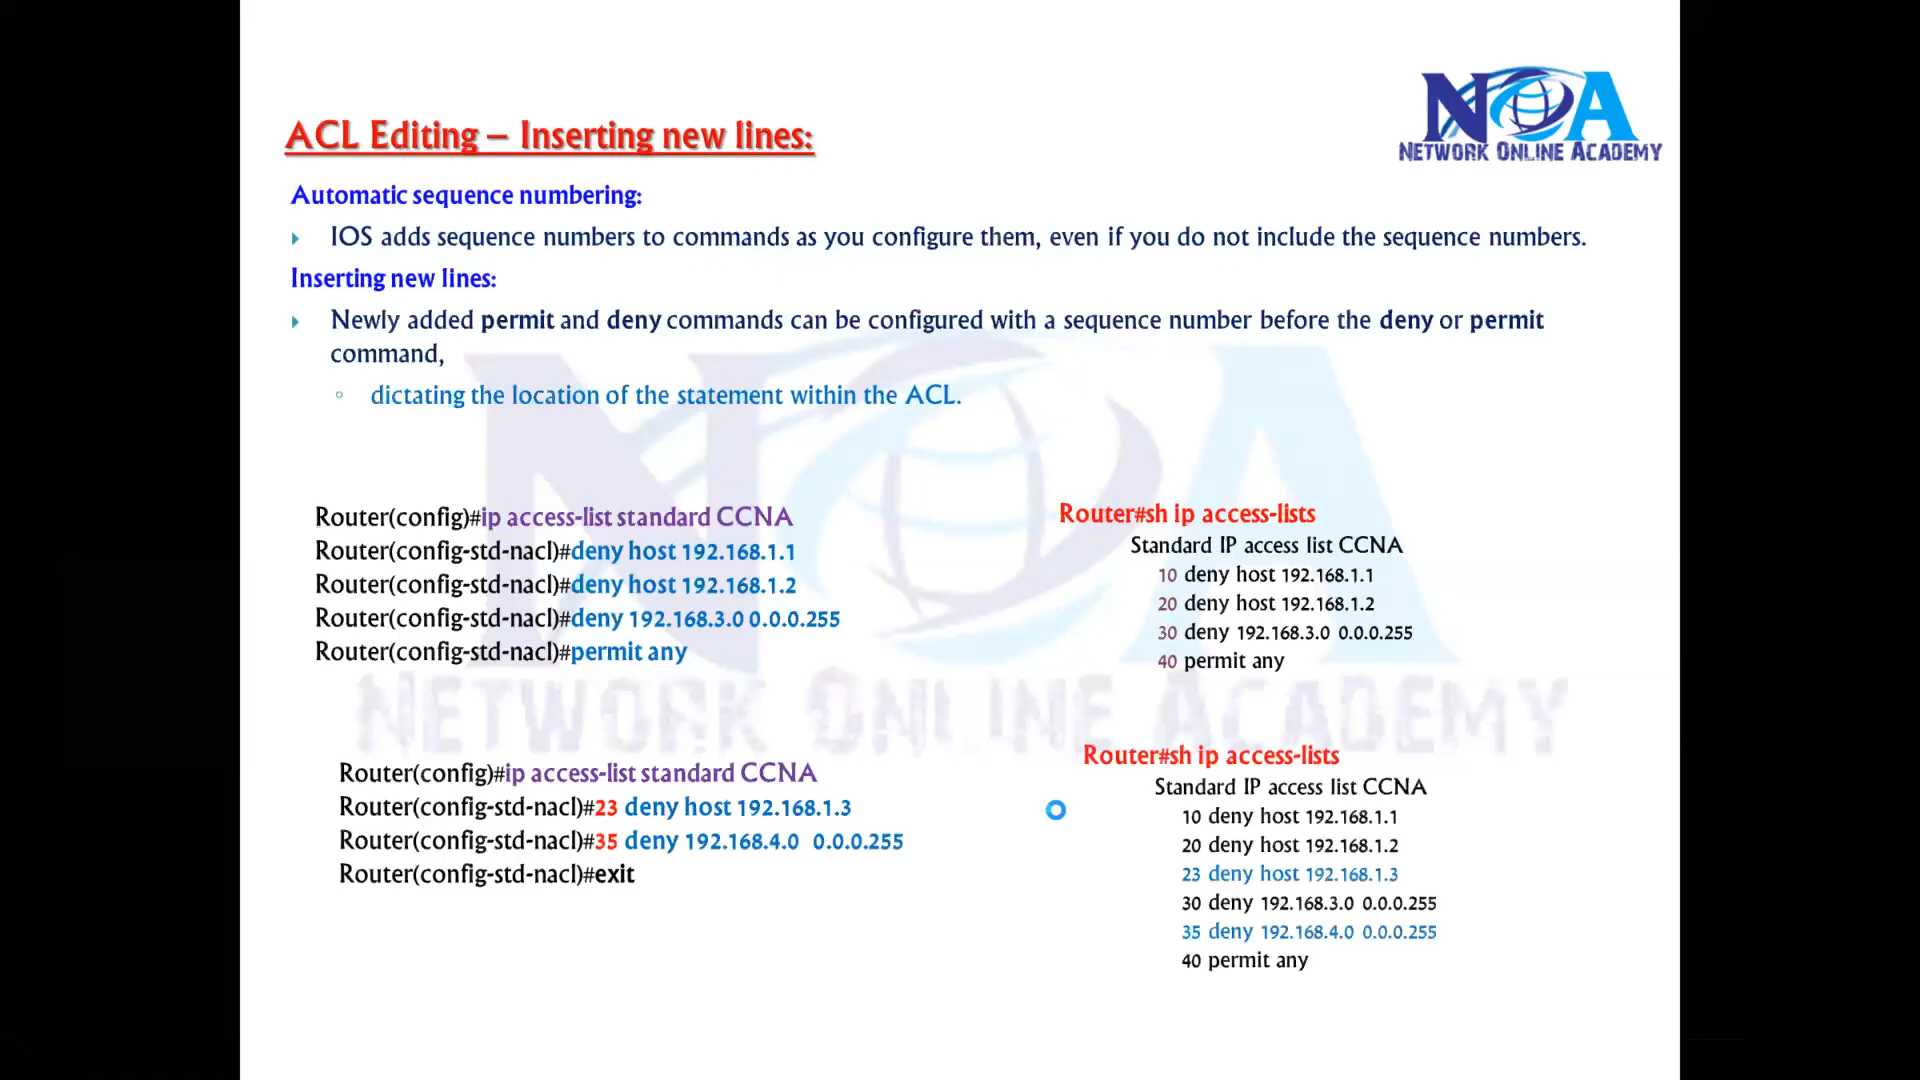 NOA
NETWORK ONLINE ACADEMY
ACL Editing – Inserting new lines:
Automatic sequence numbering:
IOS adds sequence numbers to commands as you configure them, even if you do not include the sequence numbers.
Inserting new lines:
Newly added permit and deny commands can be configured with a sequence number before the deny or permit
command,
dictating the location of the statement within the ACL.
Router(config)#ip access-list standard CCNA
Router(config-std-nacl)#deny host 192.168.1.1
Router(config-std-nacl)#deny host 192.168.1.2
Router(config-std-nacl)#deny 192.168.3.0 0.0.0.255
Router(config-std-nacl)#permit any
Router#sh ip access-lists
Standard IP access list CCNA
10 deny host 192.168.1.1
20 deny host 192.168.1.2
30 deny 192.168.3.0 0.0.0.255
40 permit any
NOA
NETWORK ONLINE ACADEMY
Router(config)#ip access-list standard CCNA
Router(config-std-nacl)#23 deny host 192.168.1.3
Router(config-std-nacl)#35 deny 192.168.4.0 0.0.0.255
Router(config-std-nacl)#exit
Router#sh ip access-lists
Standard IP access list CCNA
10 deny host 192.168.1.1
20 deny host 192.168.1.2
23 deny host 192.168.1.3
30 deny 192.168.3.0 0.0.0.255
35 deny 192.168.4.0 0.0.0.255
40 permit any